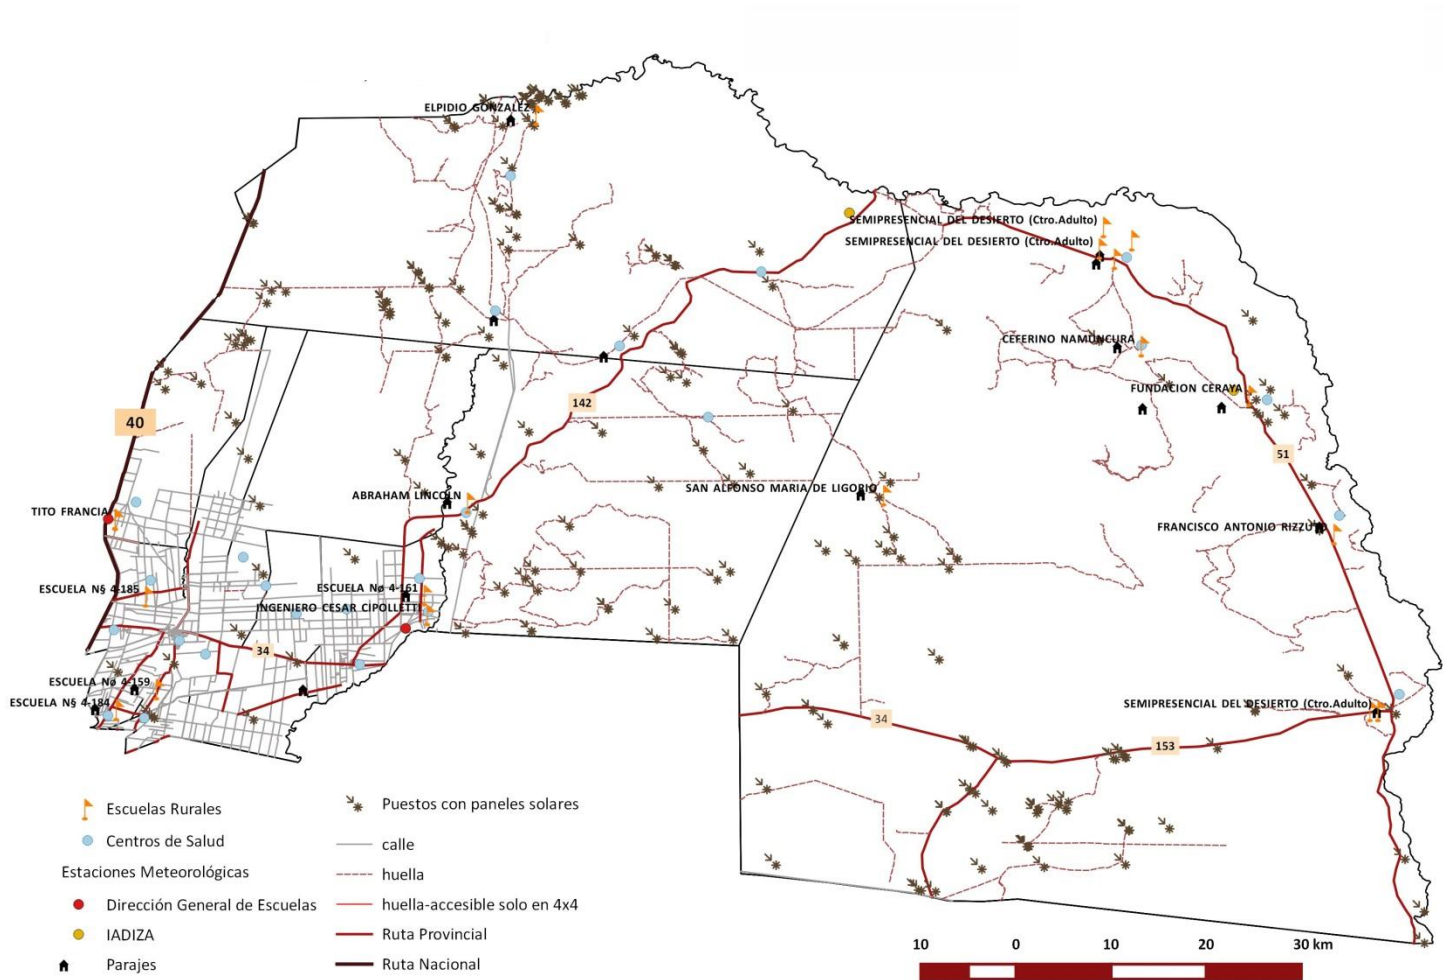 ELPIDIO GONZALEZ
SEMIPRESENCIAL DEL DESIERTO (Ctro.Adulto)
SEMIPRESENCIAL DEL DESIERTO (Ctro.Adulto)
CEFERINO NAMUNCURA
FUNDACION CERAYA
142
40
51
ABRAHAM LINCOLN
SAN ALFONSO MARIA DE LIGORIO
TITO FRANCIA
FRANCISCO ANTONIO RIZZUTO
ESCUELA N§ 4-185
ESCUELA Nø 4-161
INGENIERO CESAR CIPOLLETTI
34
ESCUELA Nø 4-159
ESCUELA N§ 4-184
SEMIPRESENCIAL DEL DESIERTO (Ctro.Adulto)
34
153
Escuelas Rurales
Centros de Salud
Estaciones Meteorológicas
Dirección General de Escuelas
IADIZA
Parajes
Puestos con paneles solares
calle
huella
huella-accesible solo en 4x4
Ruta Provincial
Ruta Nacional
10 0 10 20 30 km